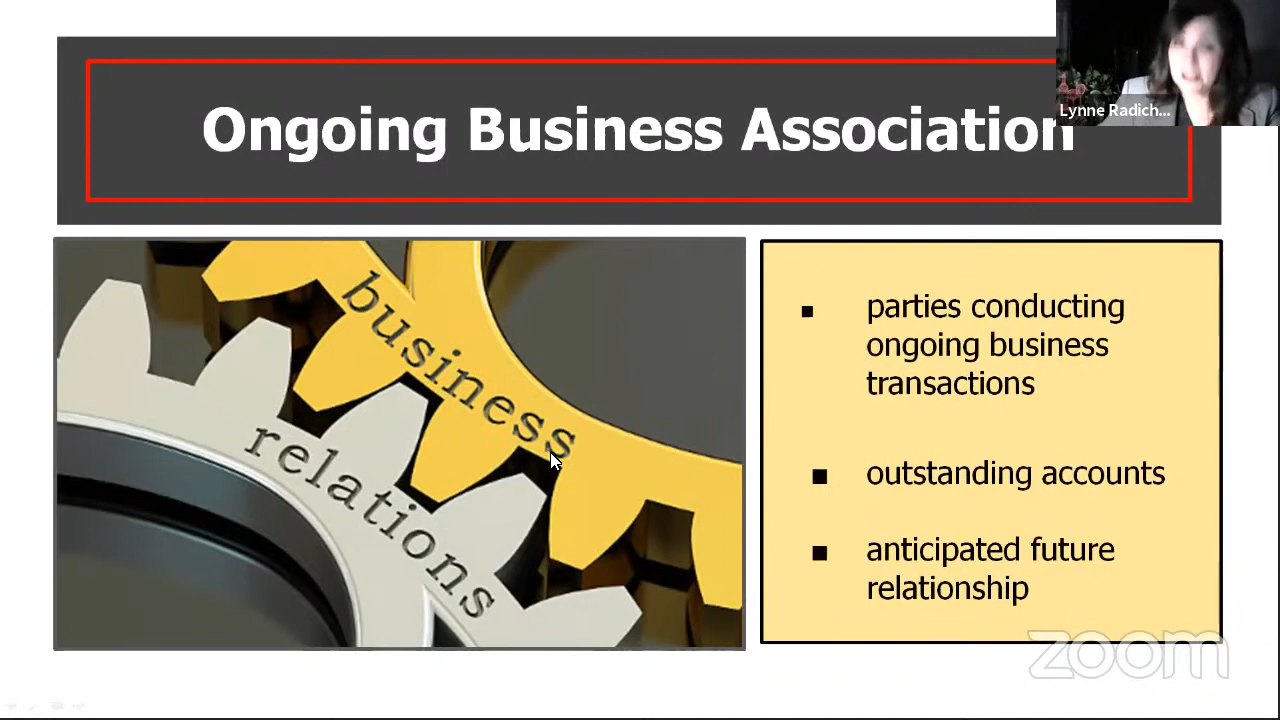 Ongoing Business Association
Lynne Radich...
business
relations
▪ parties conducting
ongoing business
transactions
▪ outstanding accounts
▪ anticipated future
relationship
zoom